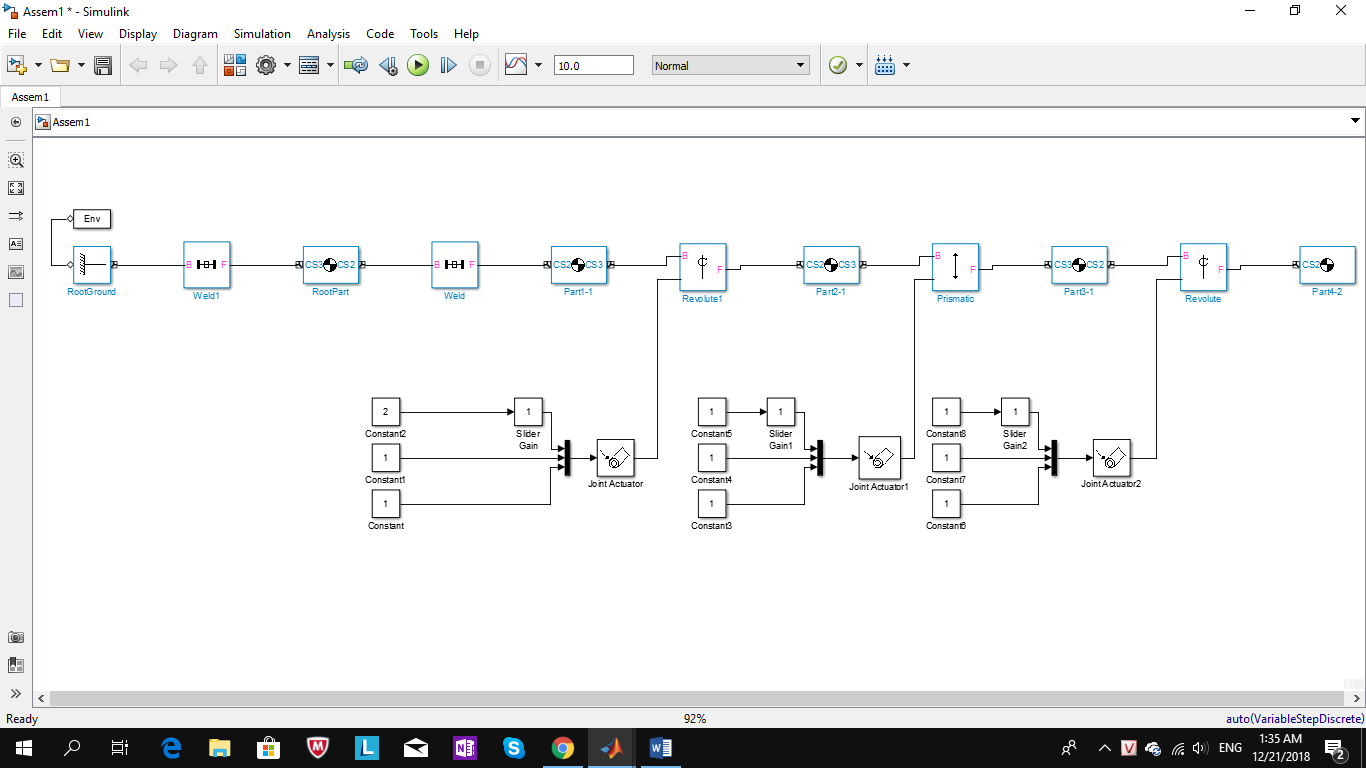 Assem1 * - Simulink
File Edit View Display Diagram Simulation Analysis Code Tools Help
10.0 Normal
Assem1
Assem1
Env
B F CS3 CS2 B F CS2 CS3 B F CS2 CS3 B F CS3 CS2 B F CS2
RootGround Weld1 RootPart Weld Part1-1 Revolute1 Part2-1 Prismatic Part3-1 Revolute Part4-2
2 1 1 1 1 1
Constant2 Slider Gain Constant5 Slider Gain1 Constant8 Slider Gain2
1 1 1
Constant1 Joint Actuator Constant4 Joint Actuator1 Constant7 Joint Actuator2
1 1 1
Constant Constant3 Constant6
Ready 92% auto(VariableStepDiscrete)
ENG 1:35 AM
12/21/2018 2